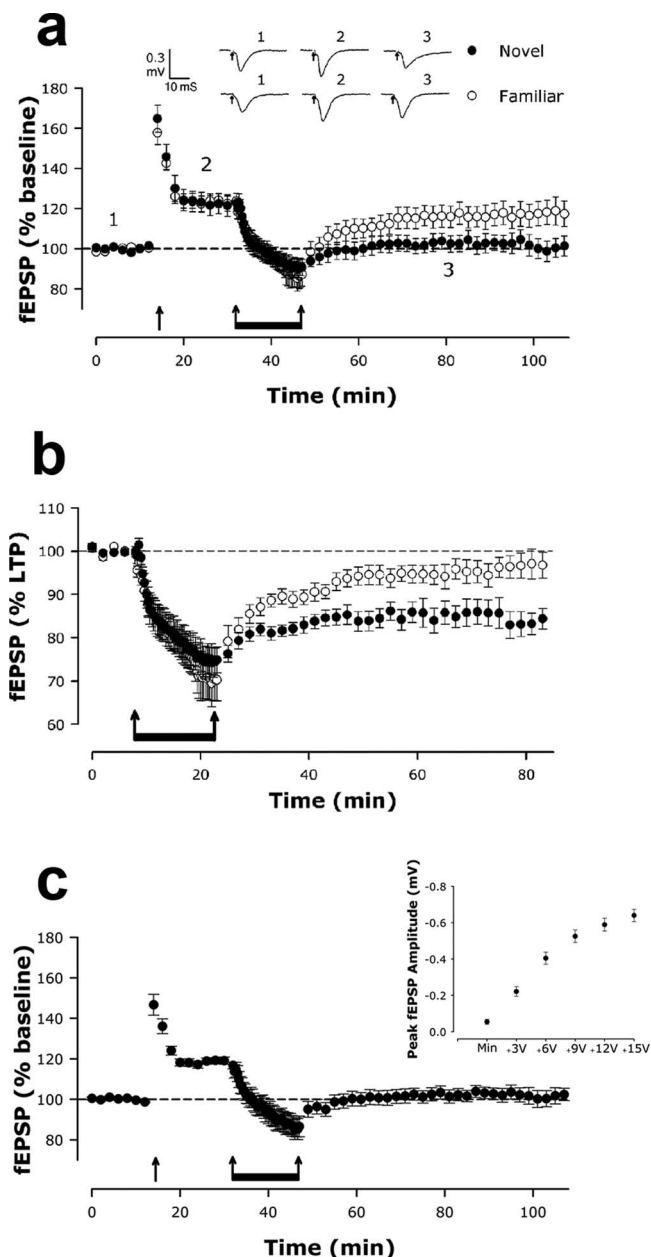 a
1 2 3
0.3
mV
10 mS
● Novel
1 2 3
○ Familiar
180
160
140
120
100
80
fEPSP (% baseline)
1
2
3
0 20 40 60 80 100
Time (min)
b
110
100
90
80
70
60
fEPSP (% LTP)
0 20 40 60 80
Time (min)
c
Peak fEPSP Amplitude (mV)
-0.8
-0.6
-0.4
-0.2
0.0
Min +3V +6V +9V +12V +15V
180
160
140
120
100
80
fEPSP (% baseline)
0 20 40 60 80 100
Time (min)